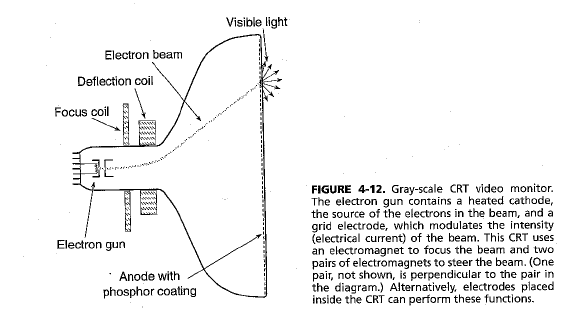 Visible light
Electron beam
Deflection coil
Focus coil
Electron gun
Anode with
phosphor coating
FIGURE 4-12. Gray-scale CRT video monitor.
The electron gun contains a heated cathode,
the source of the electrons in the beam, and a
grid electrode, which modulates the intensity
(electrical current) of the beam. This CRT uses
an electromagnet to focus the beam and two
pairs of electromagnets to steer the beam. (One
pair, not shown, is perpendicular to the pair in
the diagram.) Alternatively, electrodes placed
inside the CRT can perform these functions.